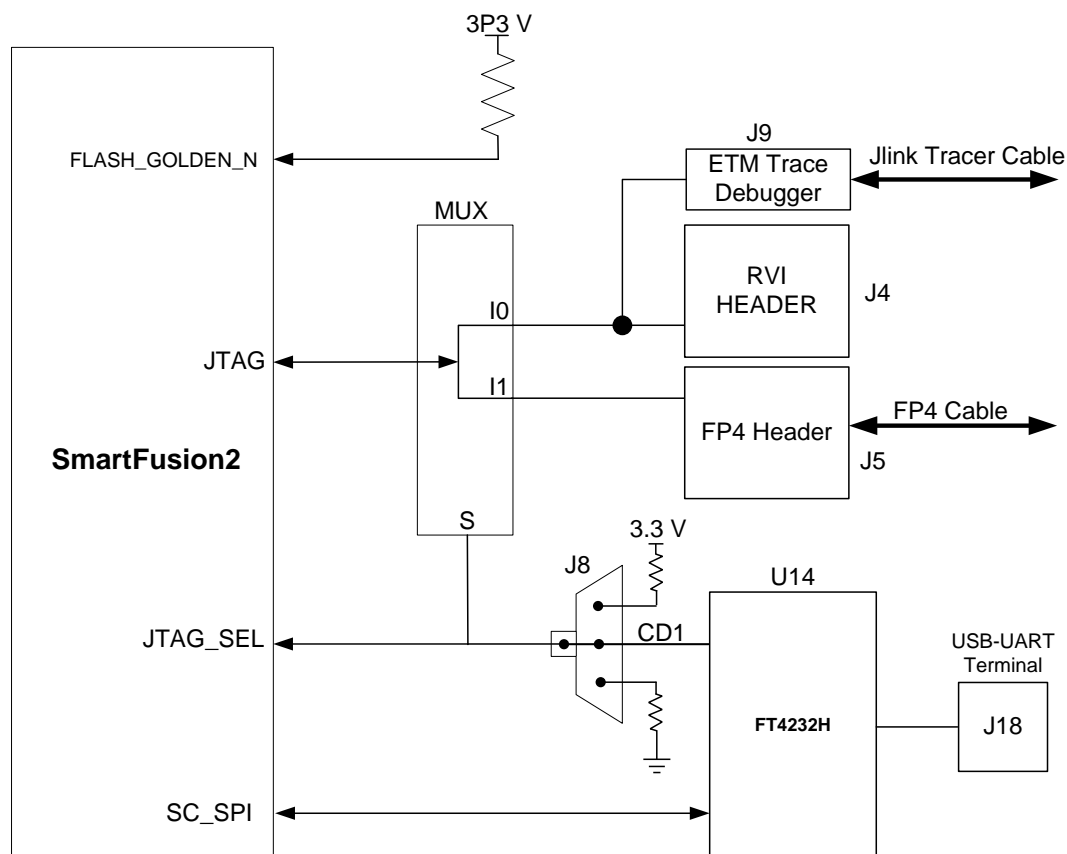 3P3 V
FLASH_GOLDEN_N
J9
ETM Trace
Debugger
Jlink Tracer Cable
MUX
RVI
HEADER
J4
I0
JTAG
I1
FP4 Header
FP4 Cable
J5
SmartFusion2
S
3.3 V
J8
U14
JTAG_SEL
CD1
USB-UART
Terminal
FT4232H
J18
SC_SPI